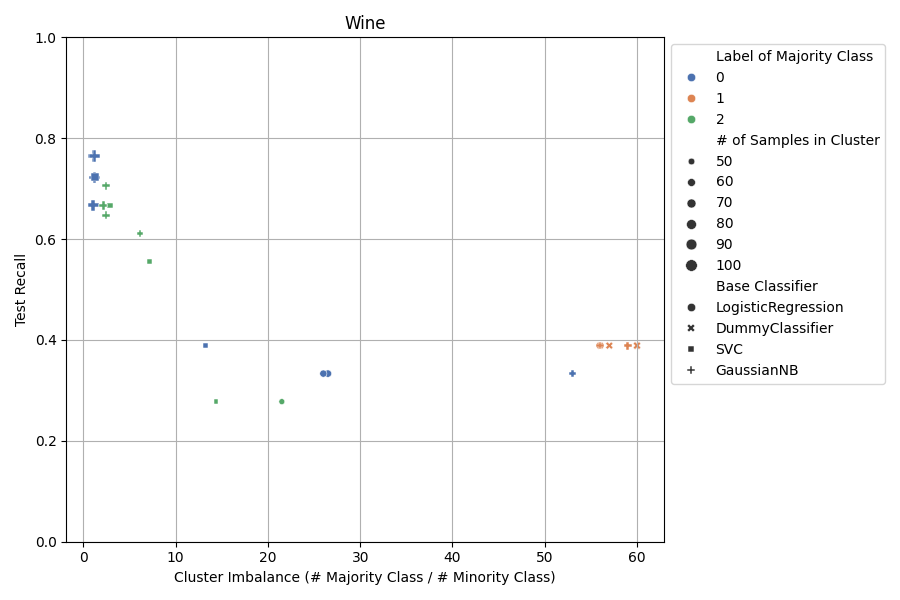 Wine
1.0
0.8
0.6
0.4
0.2
0.0
Test Recall
0 10 20 30 40 50 60
Cluster Imbalance (# Majority Class / # Minority Class)
Label of Majority Class
0
1
2
# of Samples in Cluster
50
60
70
80
90
100
Base Classifier
LogisticRegression
DummyClassifier
SVC
GaussianNB